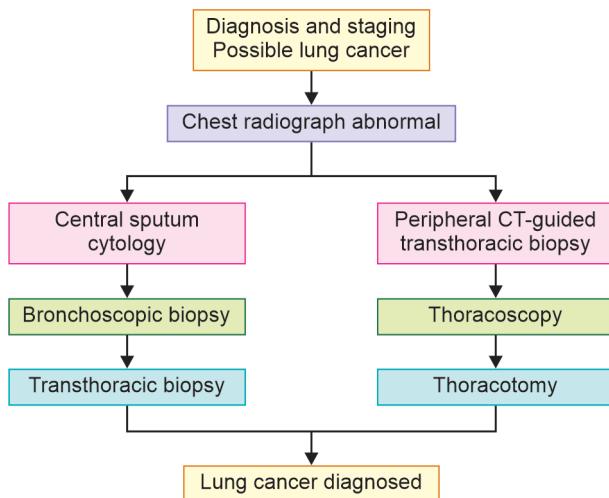 Diagnosis and staging
Possible lung cancer
Chest radiograph abnormal
Central sputum
cytology
Peripheral CT-guided
transthoracic biopsy
Bronchoscopic biopsy
Thoracoscopy
Transthoracic biopsy
Thoracotomy
Lung cancer diagnosed